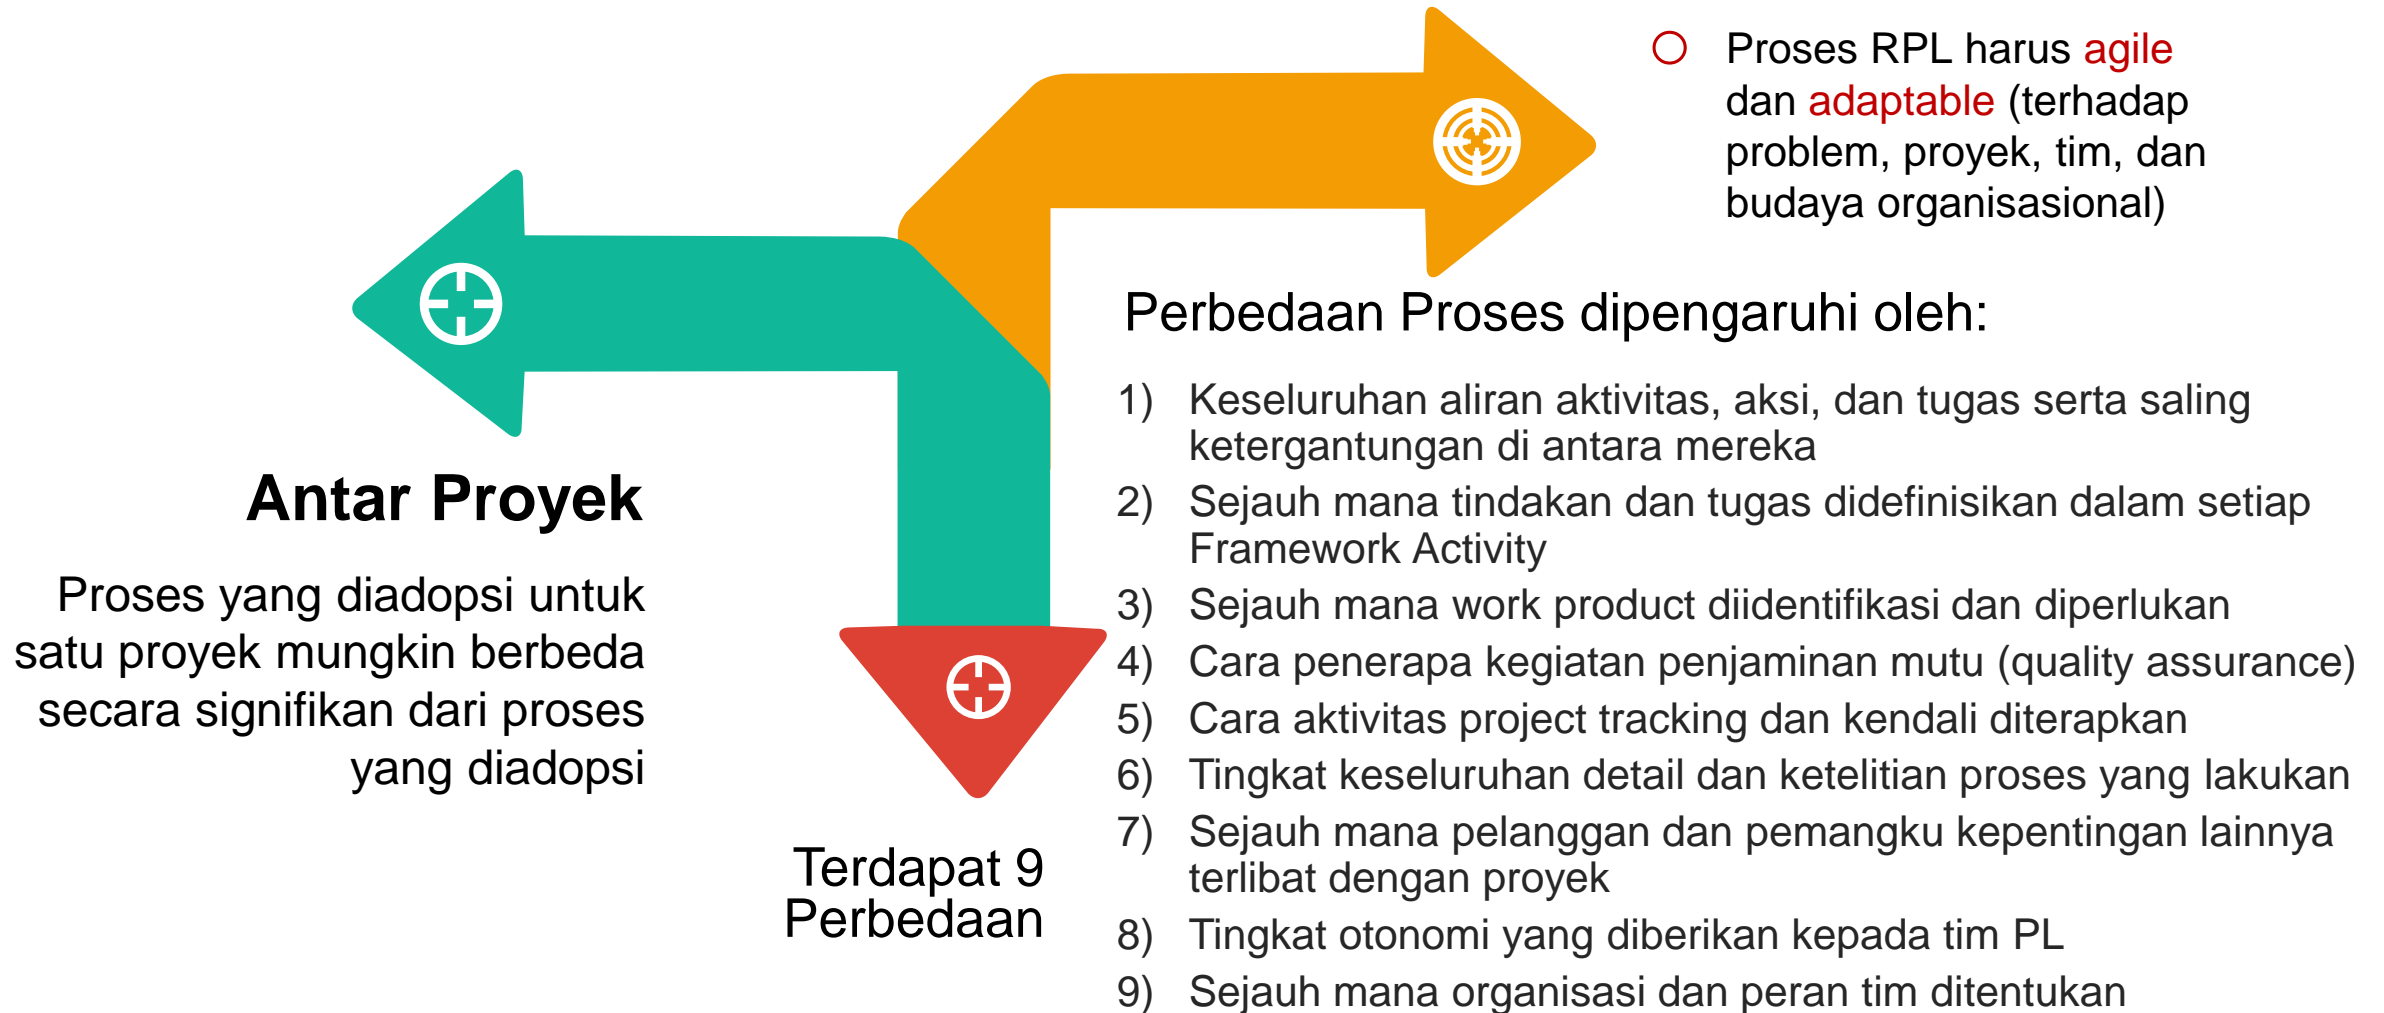 Proses RPL harus agile
dan adaptable (terhadap
problem, proyek, tim, dan
budaya organisasional)
Antar Proyek
Proses yang diadopsi untuk
satu proyek mungkin berbeda
secara signifikan dari proses
yang diadopsi
Terdapat 9
Perbedaan
Perbedaan Proses dipengaruhi oleh:
1) Keseluruhan aliran aktivitas, aksi, dan tugas serta saling
ketergantungan di antara mereka
2) Sejauh mana tindakan dan tugas didefinisikan dalam setiap
Framework Activity
3) Sejauh mana work product diidentifikasi dan diperlukan
4) Cara penerapa kegiatan penjaminan mutu (quality assurance)
5) Cara aktivitas project tracking dan kendali diterapkan
6) Tingkat keseluruhan detail dan ketelitian proses yang lakukan
7) Sejauh mana pelanggan dan pemangku kepentingan lainnya
terlibat dengan proyek
8) Tingkat otonomi yang diberikan kepada tim PL
9) Sejauh mana organisasi dan peran tim ditentukan